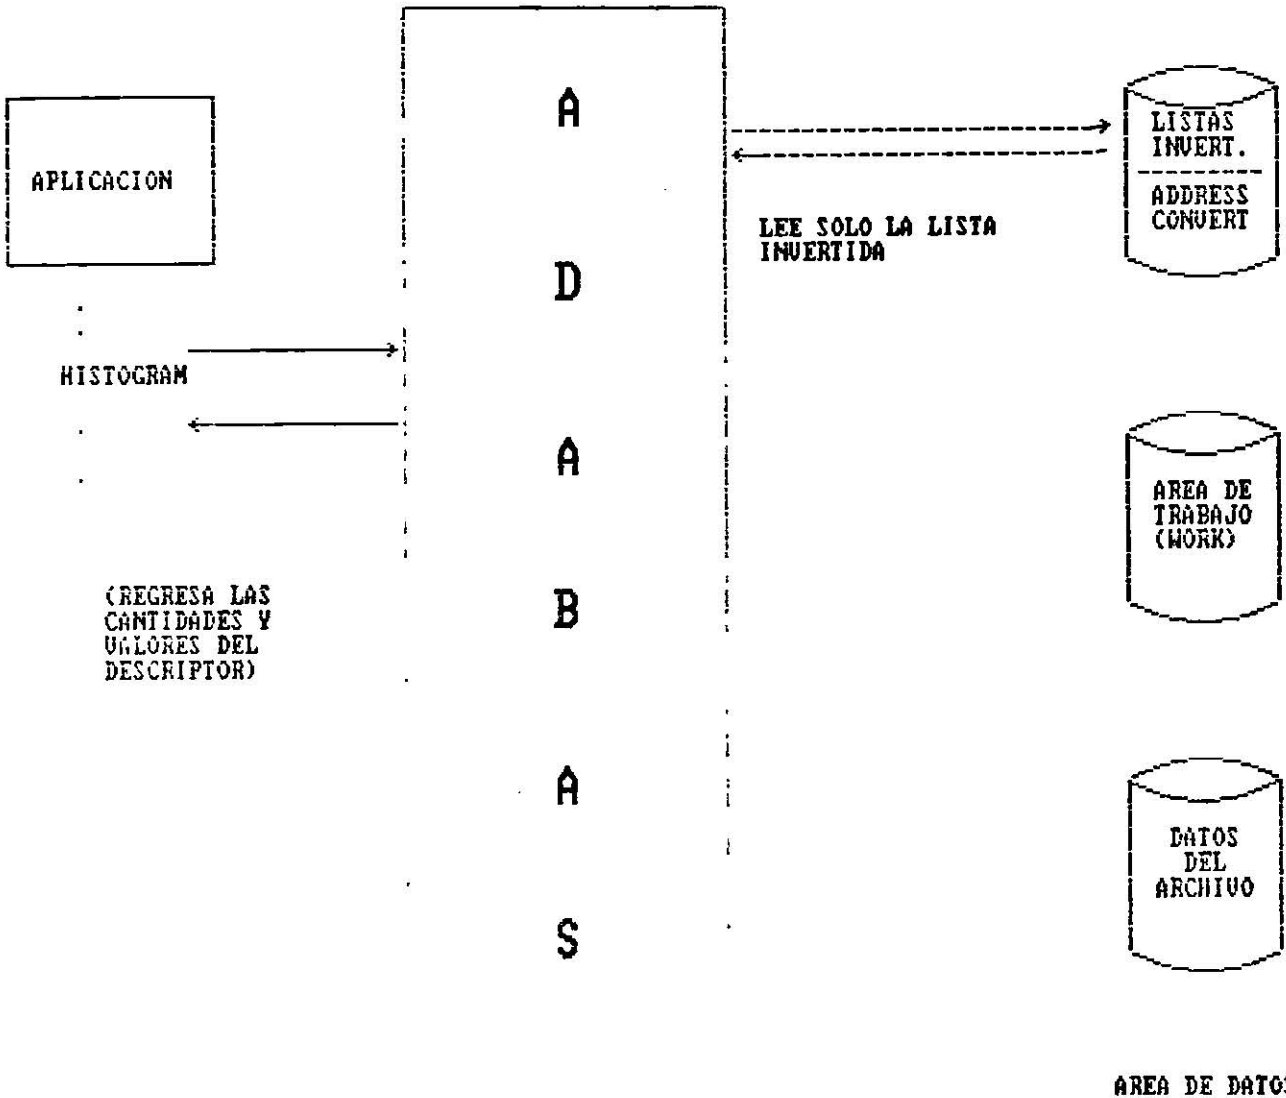 APLICACION
HISTOGRAM
(REGRESA LAS
CANTIDADES Y
VALORES DEL
DESCRIPTOR)
A
D
A
B
A
S
LEE SOLO LA LISTA
INVERTIDA
LISTAS
INVERT.
ADDRESS
CONVERT
AREA DE
TRABAJO
(WORK)
DATOS
DEL
ARCHIVO
AREA DE DATOS